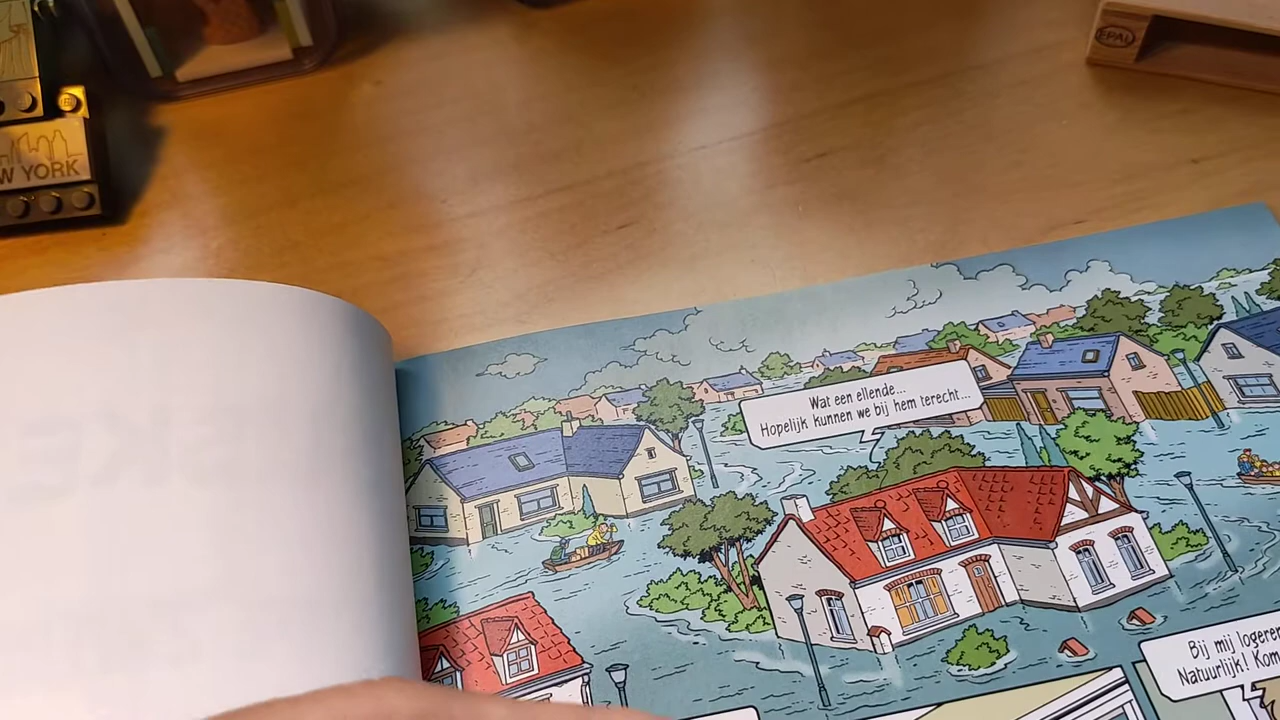 EPAL
W YORK
Wat een ellende...
Hopelijk kunnen we bij hem terecht...
Bij mij logeren
Natuurlijk! Kom